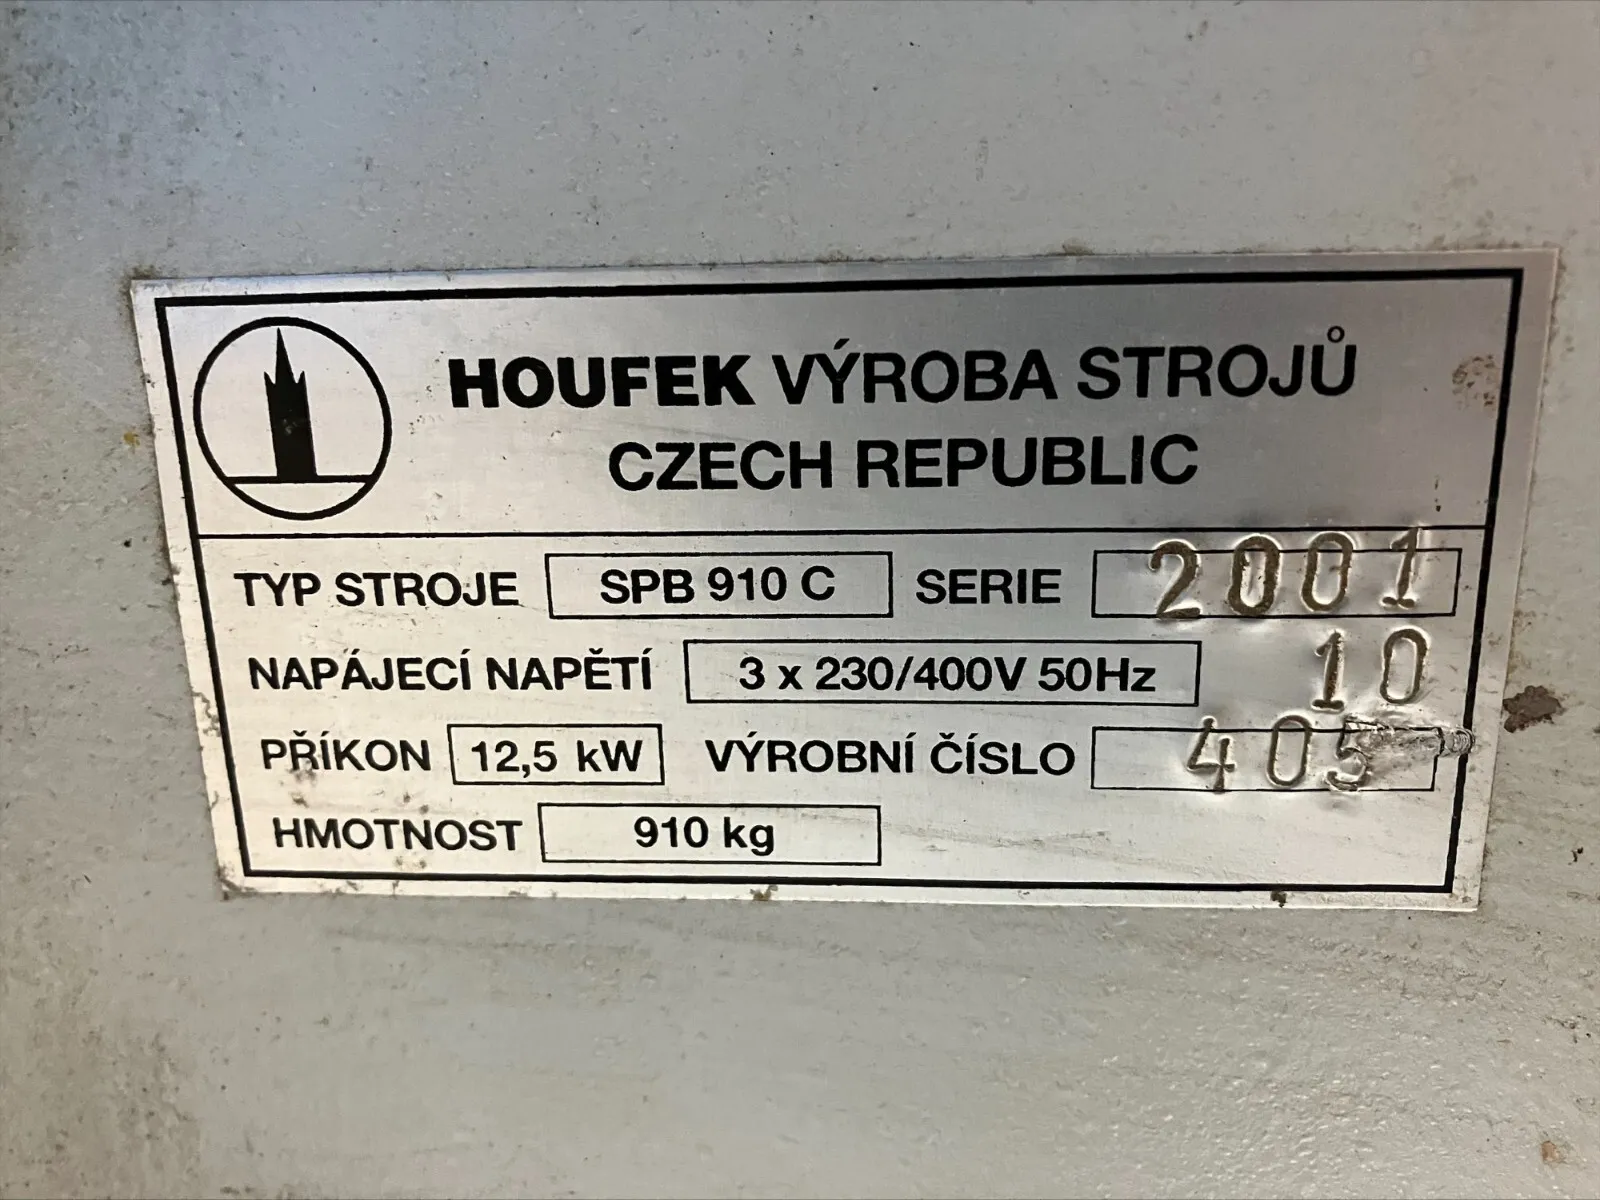 HOUFEK VÝROBA STROJŮ
CZECH REPUBLIC
TYP STROJE SPB 910 C SERIE 2001
NAPÁJECÍ NAPĚTÍ 3 x 230/400V 50Hz 10
PŘÍKON 12,5 kW VÝROBNÍ ČÍSLO 405
HMOTNOST 910 kg